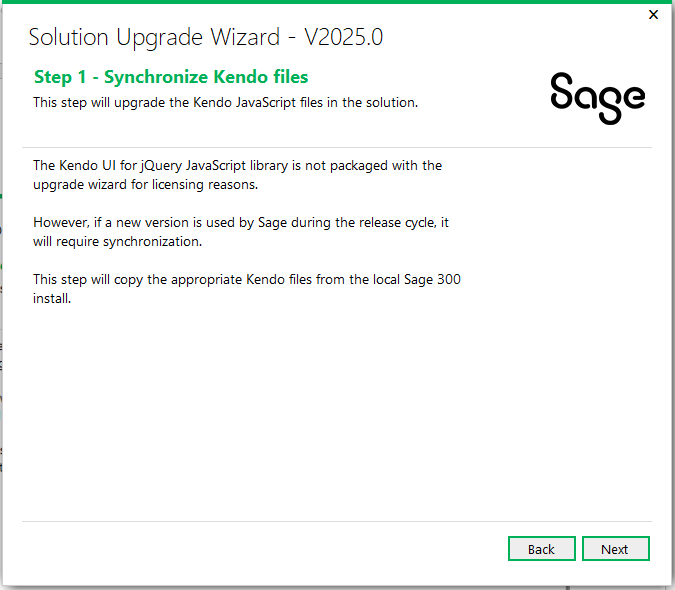 Solution Upgrade Wizard - V2025.0
Step 1 - Synchronize Kendo files
This step will upgrade the Kendo JavaScript files in the solution.
Sage
The Kendo UI for jQuery JavaScript library is not packaged with the
upgrade wizard for licensing reasons.
However, if a new version is used by Sage during the release cycle, it
will require synchronization.
This step will copy the appropriate Kendo files from the local Sage 300
install.
Back
Next